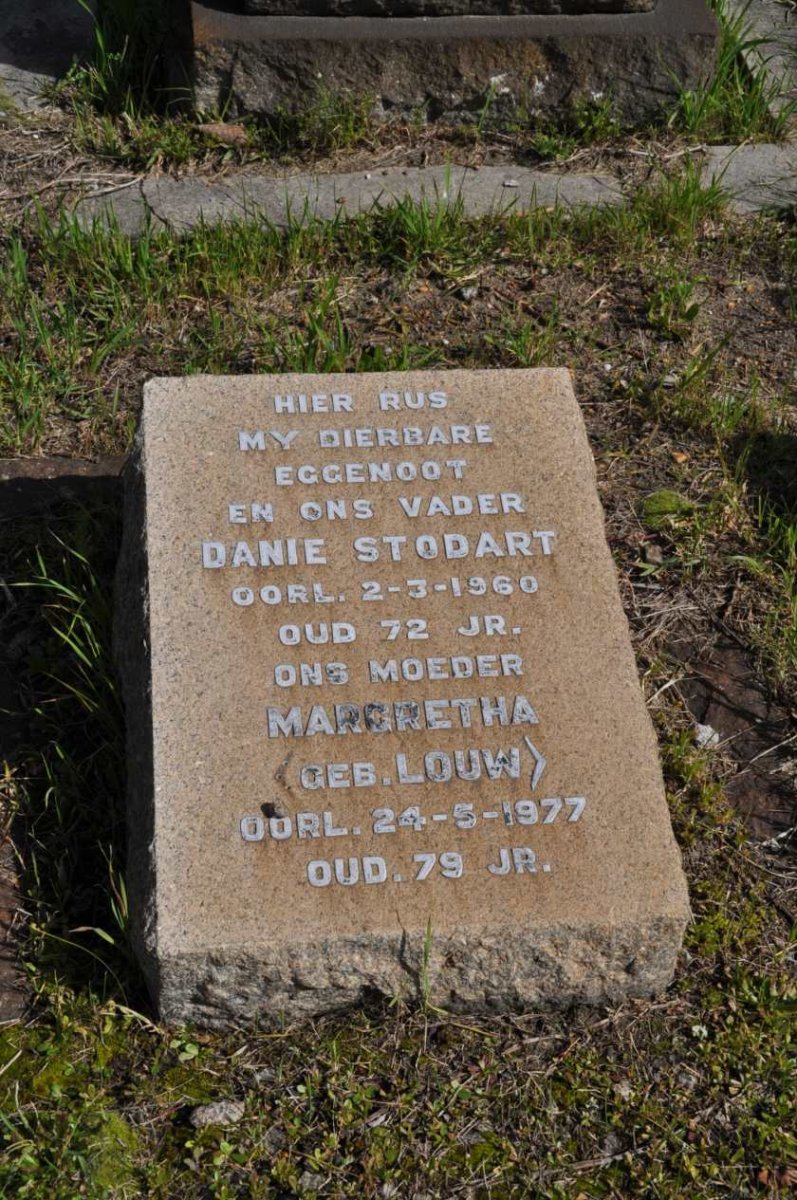 HIER RUS
MY DIERBARE
EGGENOOT
EN ONS VADER
DANIE STODART
OORL. 2-3-1960
OUD 72 JR.
ONS MOEDER
MARGRETHA
(GEB. LOUW)
OORL. 24-5-1977
OUD. 79 JR.